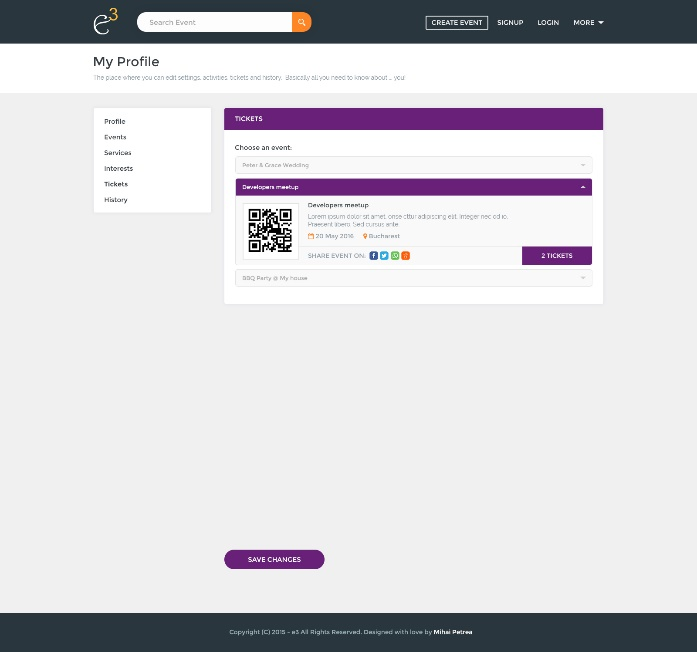 e3
Search Event
CREATE EVENT SIGNUP LOGIN MORE
My Profile
The place where you can edit settings, activities, tickets and history. Basically all you need to know about .. you!
Profile
Events
Services
Interests
Tickets
History
TICKETS
Choose an event:
Peter & Grace Wedding
Developers meetup
Developers meetup
Lorem ipsum dolor sit amet, adipiscing elit. Integer nec odio.
Praesent libero. Sed cursus ante
20 May 2016 Bucharest
SHARE EVENT ON:
2 TICKETS
BBQ Party @ My house
SAVE CHANGES
Copyright (C) 2015 - e3 All Rights Reserved. Designed with love by Mihai Petrea